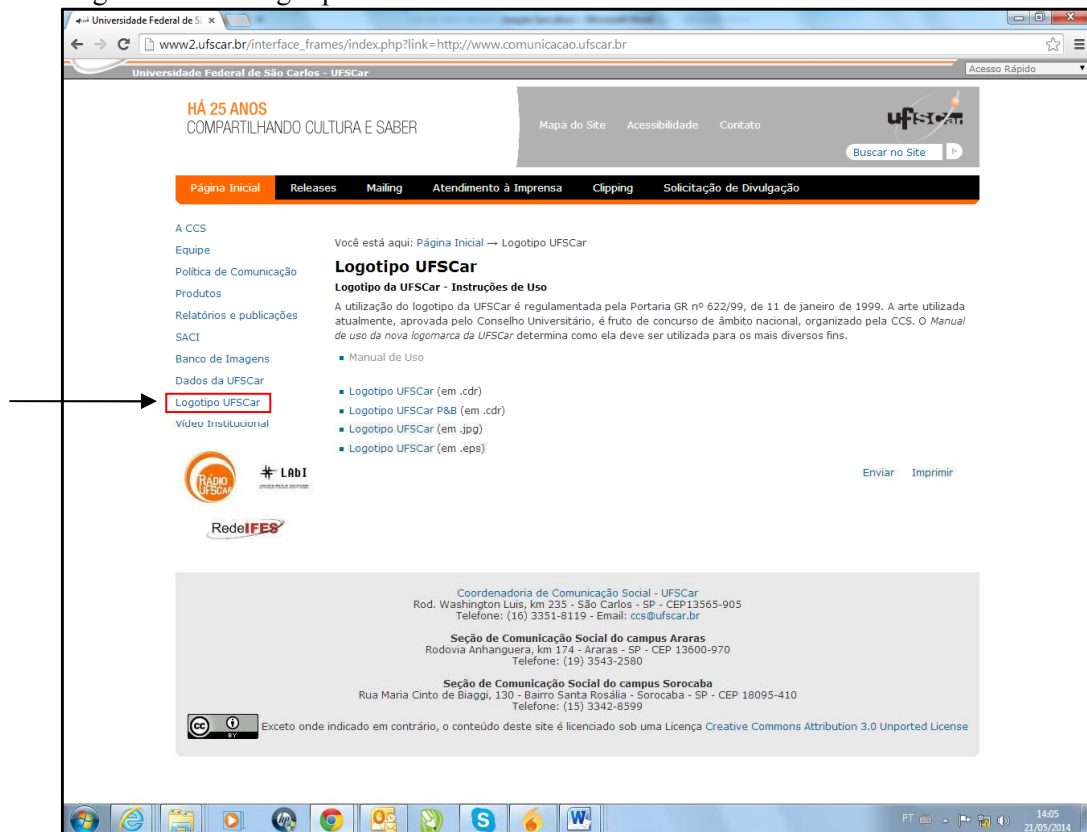 Universidade Federal de S
www2.ufscar.br/interface_frames/index.php?link=http://www.comunicacao.ufscar.br
Universidade Federal de São Carlos - UFSCar
Acesso Rápido
HÁ 25 ANOS
COMPARTILHANDO CULTURA E SABER
Mapa do Site Acessibilidade Contato
ufscar
Buscar no Site
Página Inicial Releases Mailing Atendimento à Imprensa Clipping Solicitação de Divulgação
A CCS
Equipe
Política de Comunicação
Produtos
Relatórios e publicações
SACI
Banco de Imagens
Dados da UFSCar
Logotipo UFSCar
Vídeo Institucional
RÁDIO
UFSCAR
LAbI
RedeIFES
Você está aqui: Página Inicial → Logotipo UFSCar
Logotipo UFSCar
Logotipo da UFSCar - Instruções de Uso
A utilização do logotipo da UFSCar é regulamentada pela Portaria GR nº 622/99, de 11 de janeiro de 1999. A arte utilizada
atualmente, aprovada pelo Conselho Universitário, é fruto de concurso de âmbito nacional, organizado pela CCS. O Manual
de uso da nova logomarca da UFSCar determina como ela deve ser utilizada para os mais diversos fins.
Manual de Uso
Logotipo UFSCar (em .cdr)
Logotipo UFSCar P&B (em .cdr)
Logotipo UFSCar (em .jpg)
Logotipo UFSCar (em .eps)
Enviar Imprimir
Coordenadoria de Comunicação Social - UFSCar
Rod. Washington Luis, km 235 - São Carlos - SP - CEP13565-905
Telefone: (16) 3351-8119 - Email: ccs@ufscar.br
Seção de Comunicação Social do campus Araras
Rodovia Anhanguera, km 174 - Araras - SP - CEP 13600-970
Telefone: (19) 3543-2580
Seção de Comunicação Social do campus Sorocaba
Rua Maria Cinto de Biaggi, 130 - Bairro Santa Rosália - Sorocaba - SP - CEP 18095-410
Telefone: (15) 3342-8599
cc BY Exceto onde indicado em contrário, o conteúdo deste site é licenciado sob uma Licença Creative Commons Attribution 3.0 Unported License
PT 14:05
21/05/2014